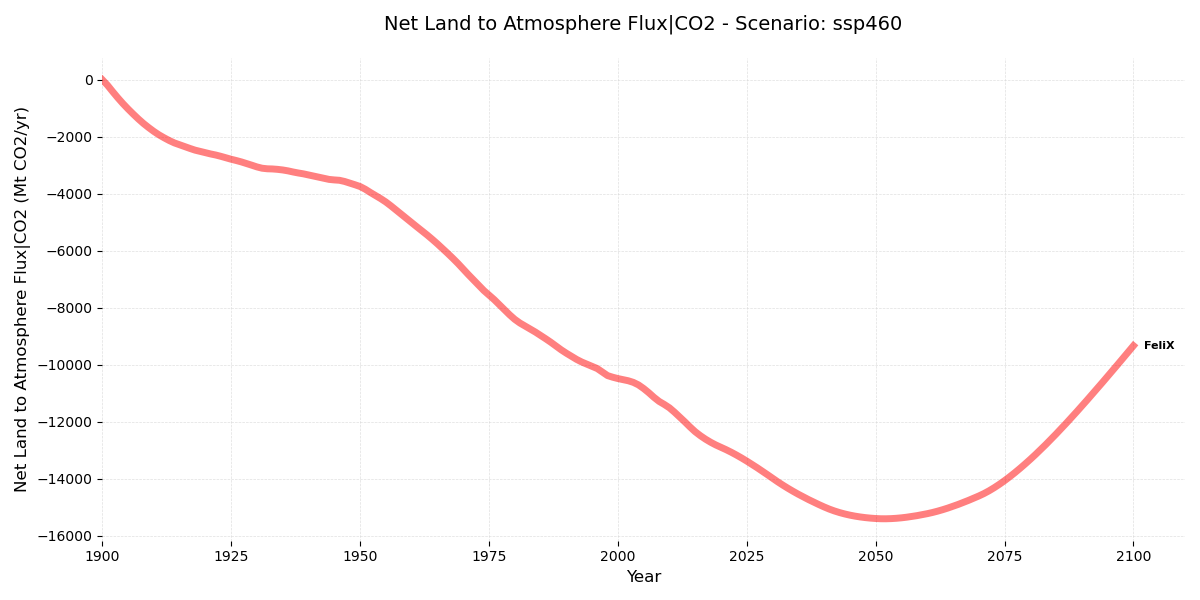 Net Land to Atmosphere Flux|CO2 - Scenario: ssp460
Net Land to Atmosphere Flux|CO2 (Mt CO2/yr)
0
−2000
−4000
−6000
−8000
−10000
−12000
−14000
−16000
FeliX
1900 1925 1950 1975 2000 2025 2050 2075 2100
Year